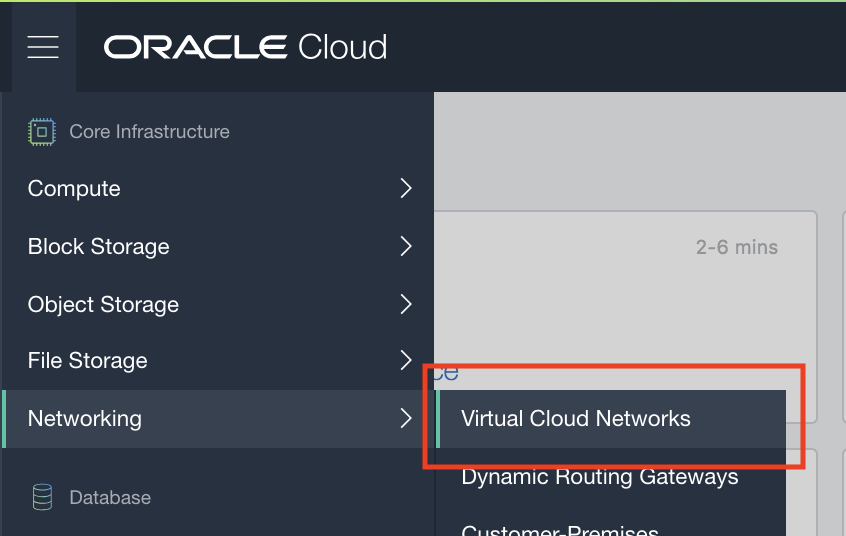 ORACLE Cloud
Core Infrastructure
Compute
Block Storage
2-6 mins
Object Storage
File Storage
ce
Networking
Virtual Cloud Networks
Dynamic Routing Gateways
Database
Customer-Premises